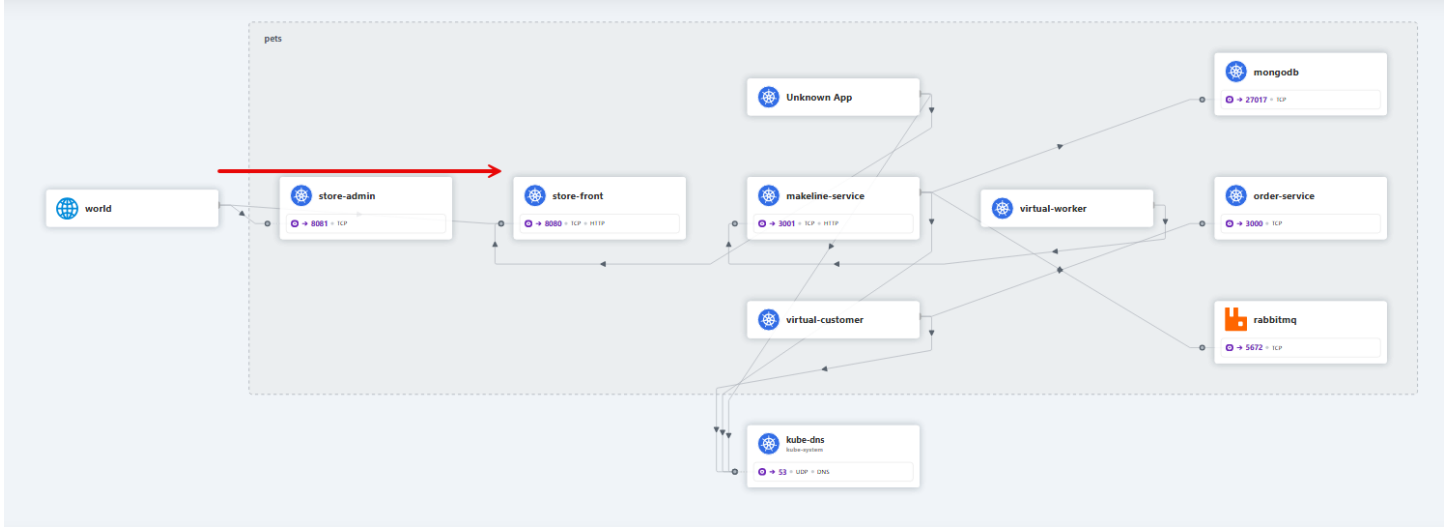 pets
mongodb
→ 27017 • TCP
Unknown App
world
store-admin
→ 8081 • TCP
store-front
→ 8080 • TCP • HTTP
makeline-service
→ 3001 • TCP • HTTP
virtual-worker
order-service
→ 3000 • TCP
virtual-customer
rabbitmq
→ 5672 • TCP
kube-dns
kube-system
→ 53 • UDP • DNS